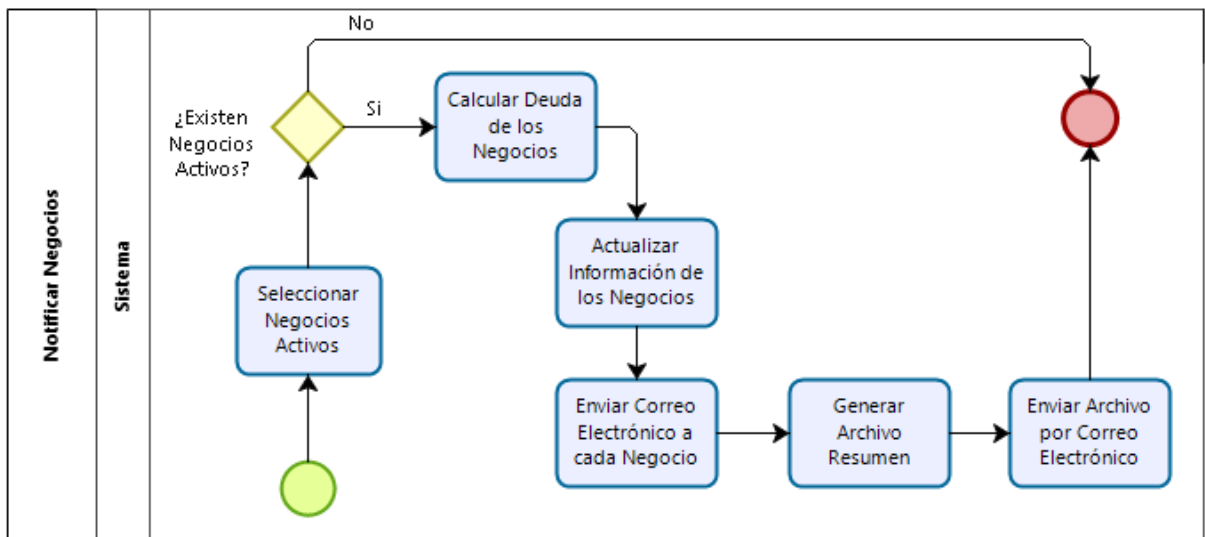 Notificar Negocios
Sistema
No
¿Existen
Negocios
Activos?
Si
Calcular Deuda
de los
Negocios
Actualizar
Información de
los Negocios
Seleccionar
Negocios
Activos
Enviar Correo
Electrónico a
cada Negocio
Generar
Archivo
Resumen
Enviar Archivo
por Correo
Electrónico